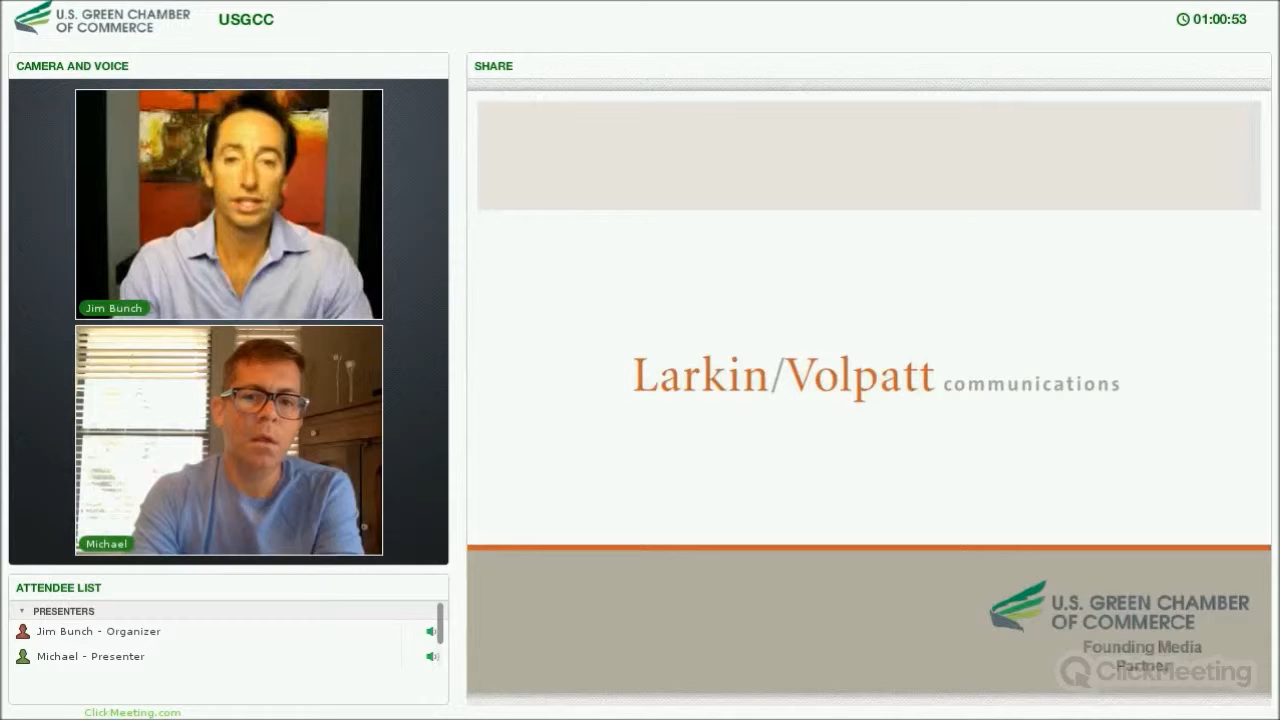 U.S. GREEN CHAMBER
OF COMMERCE
USGCC
01:00:53
CAMERA AND VOICE
Jim Bunch
Michael
ATTENDEE LIST
PRESENTERS
Jim Bunch - Organizer
Michael - Presenter
ClickMeeting.com
SHARE
Larkin/Volpatt communications
U.S. GREEN CHAMBER
OF COMMERCE
Founding Media
Partner
ClickMeeting